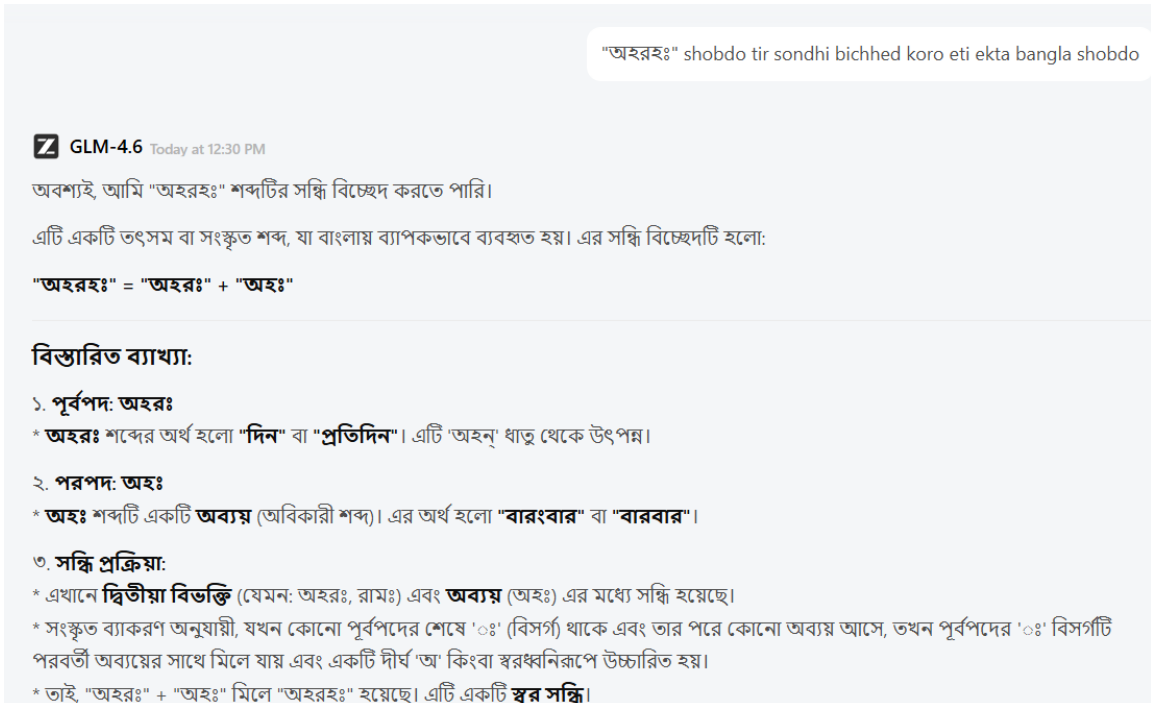 "অহরহঃ" shobdo tir sondhi bichhed koro eti ekta bangla shobdo
GLM-4.6 Today at 12:30 PM
অবশ্যই, আমি "অহরহঃ" শব্দটির সন্ধি বিচ্ছেদ করতে পারি।
এটি একটি তৎসম বা সংস্কৃত শব্দ, যা বাংলায় ব্যাপকভাবে ব্যবহৃত হয়। এর সন্ধি বিচ্ছেদটি হলো:
"অহরহঃ" = "অহরঃ" + "অহঃ"
বিস্তারিত ব্যাখ্যা:
১. পূর্বপদ: অহরঃ
* অহরঃ শব্দের অর্থ হলো "দিন" বা "প্রতিদিন"। এটি 'অহন্' ধাতু থেকে উৎপন্ন।
২. পরপদ: অহঃ
* অহঃ শব্দটি একটি অব্যয় (অবিকারী শব্দ)। এর অর্থ হলো "বারংবার" বা "বারবার"।
৩. সন্ধি প্রক্রিয়া:
* এখানে দ্বিতীয়া বিভক্তি (যেমন: অহরঃ, রামঃ) এবং অব্যয় (অহঃ) এর মধ্যে সন্ধি হয়েছে।
* সংস্কৃত ব্যাকরণ অনুযায়ী, যখন কোনো পূর্বপদের শেষে 'ঃ' (বিসর্গ) থাকে এবং তার পরে কোনো অব্যয় আসে, তখন পূর্বপদের 'ঃ' বিসর্গটি
পরবর্তী অব্যয়ের সাথে মিলে যায় এবং একটি দীর্ঘ 'অ' কিংবা স্বরধ্বনিরূপে উচ্চারিত হয়।
* তাই, "অহরঃ" + "অহঃ" মিলে "অহরহঃ" হয়েছে। এটি একটি স্বর সন্ধি।